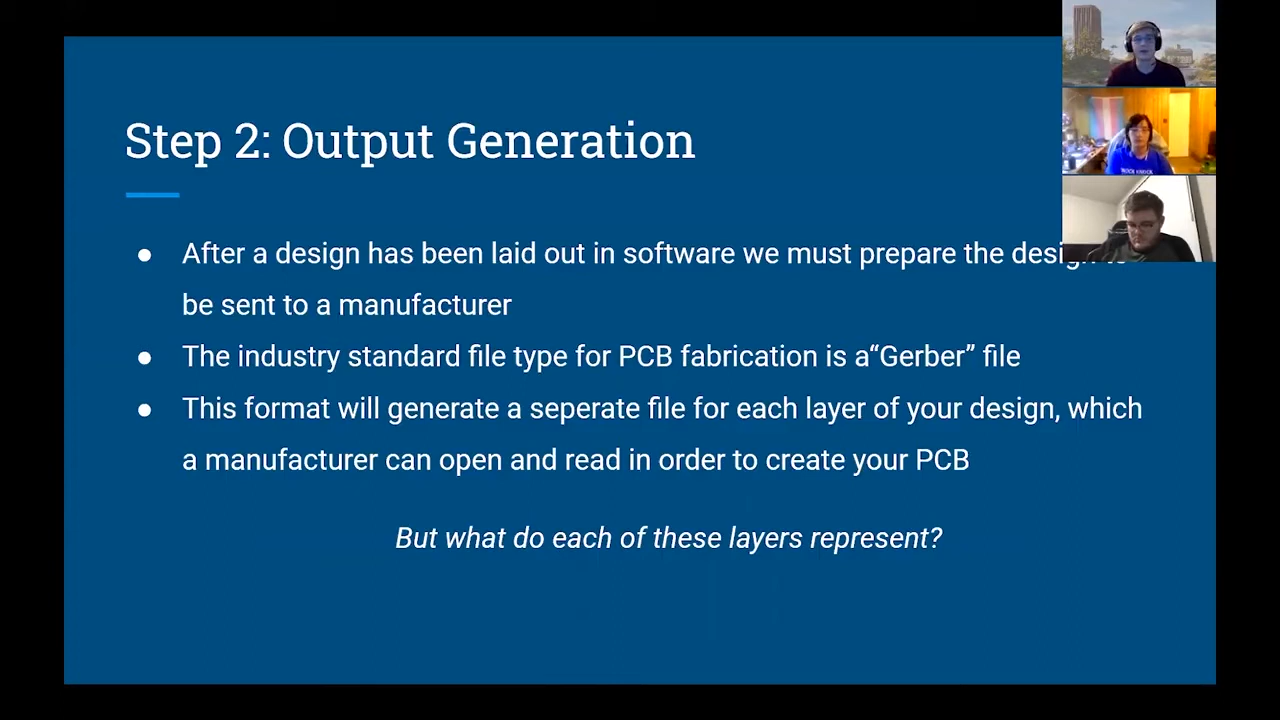 Step 2: Output Generation
● After a design has been laid out in software we must prepare the design to
be sent to a manufacturer
● The industry standard file type for PCB fabrication is a“Gerber” file
● This format will generate a seperate file for each layer of your design, which
a manufacturer can open and read in order to create your PCB
But what do each of these layers represent?